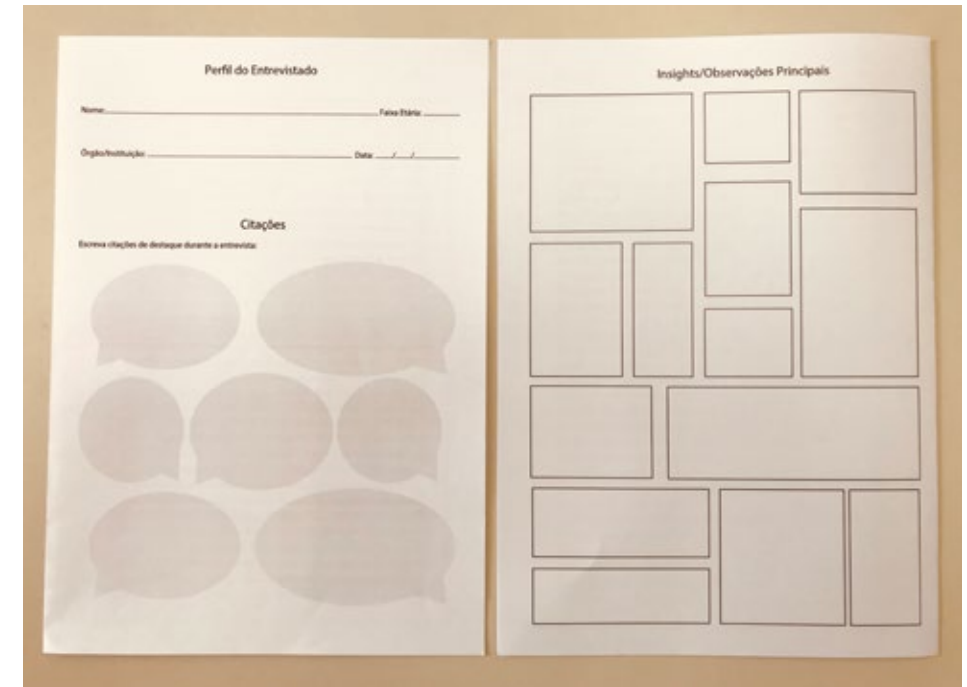 Perfil do Entrevistado
Nome: Faixa Etária:
Órgão/Instituição: Data: / /
Citações
Escreva citações de destaque durante a entrevista:
Insights/Observações Principais